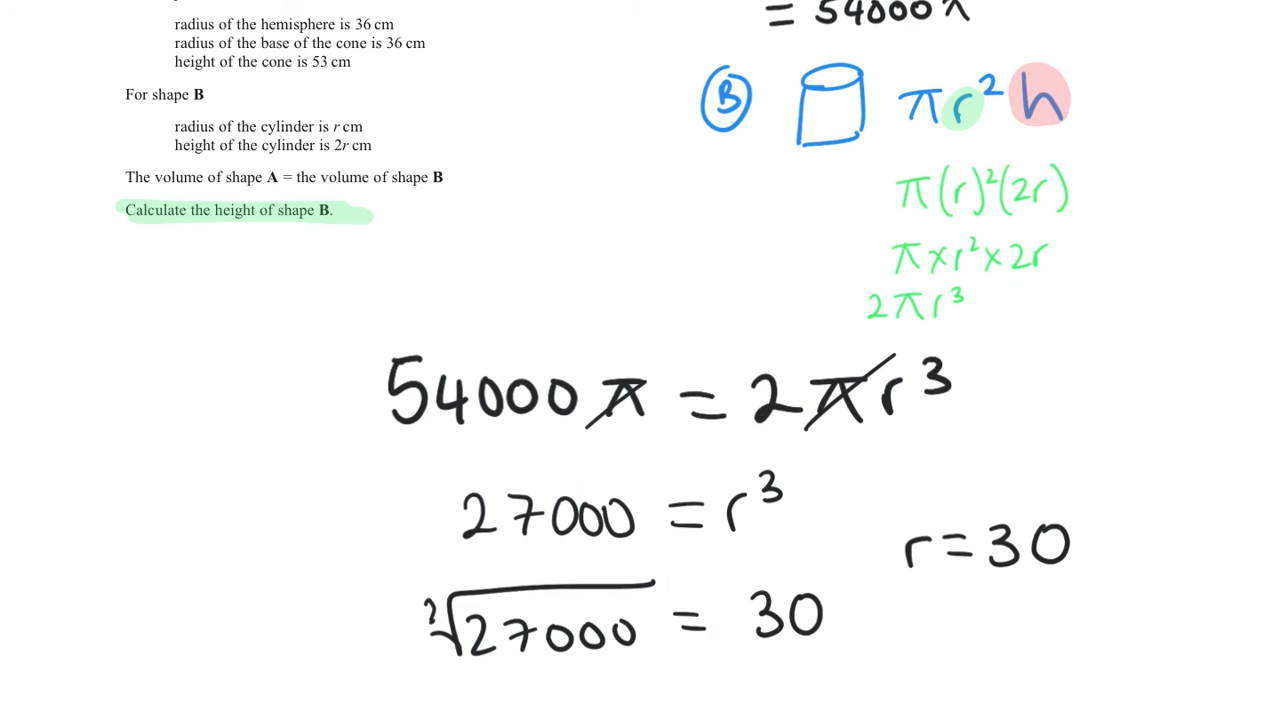 radius of the hemisphere is 36 cm
radius of the base of the cone is 36 cm
height of the cone is 53 cm
For shape B
radius of the cylinder is r cm
height of the cylinder is 2r cm
The volume of shape A = the volume of shape B
Calculate the height of shape B.
= 54000π
B πr²h
π(r)²(2r)
π×r²×2r
2πr³
54000π = 2πr³
27000 = r³
r=30
∛27000 = 30